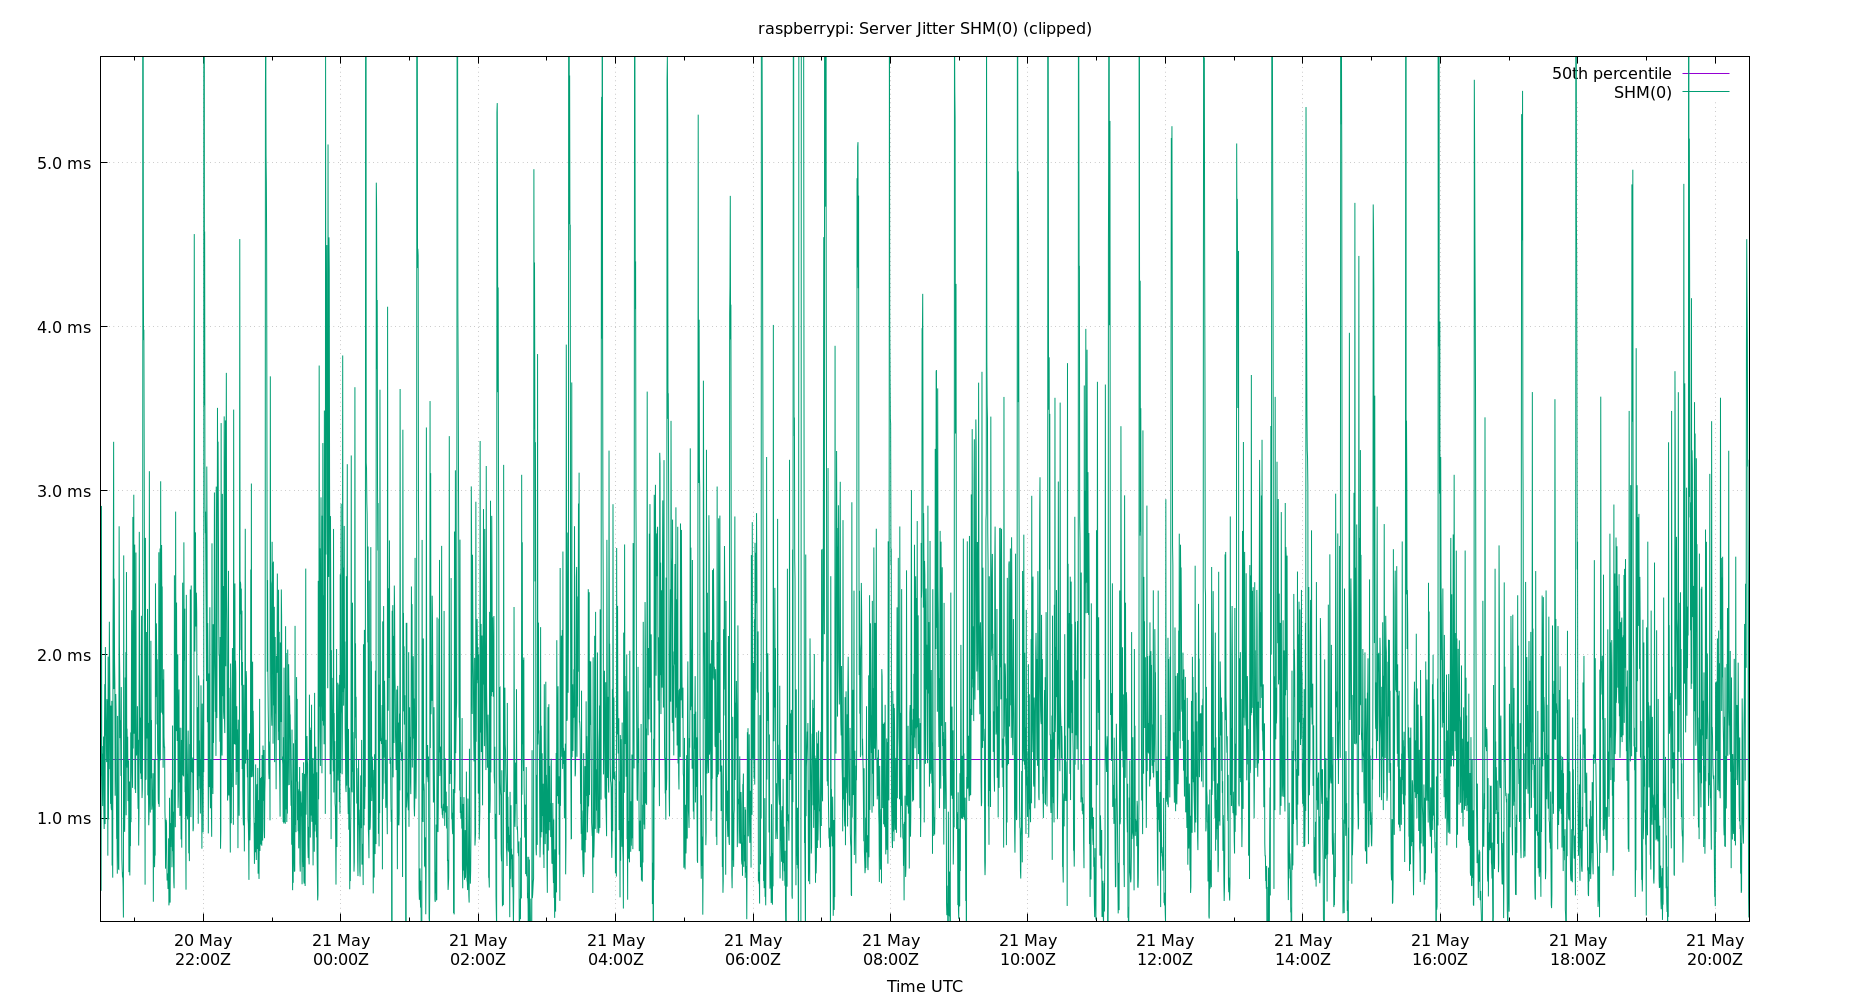 raspberrypi: Server Jitter SHM(0) (clipped)
50th percentile
SHM(0)
5.0 ms
4.0 ms
3.0 ms
2.0 ms
1.0 ms
20 May 21 May 21 May 21 May 21 May 21 May 21 May 21 May 21 May 21 May 21 May 21 May
22:00Z 00:00Z 02:00Z 04:00Z 06:00Z 08:00Z 10:00Z 12:00Z 14:00Z 16:00Z 18:00Z 20:00Z
Time UTC